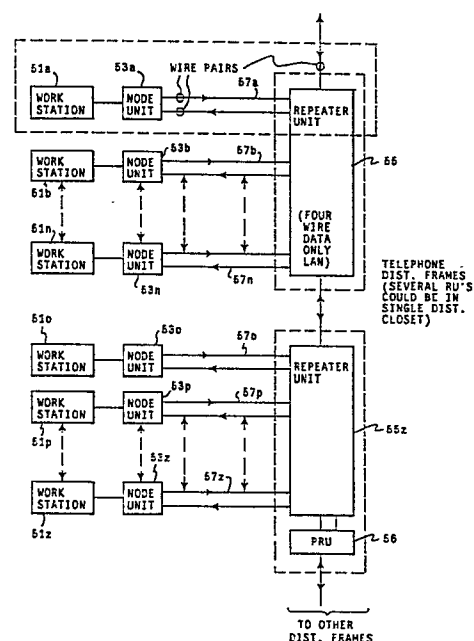 51a
53a
WIRE PAIRS
57a
WORK
STATION
NODE
UNIT
REPEATER
UNIT
55
53b
57b
WORK
STATION
NODE
UNIT
51b
51n
(FOUR
WIRE
DATA
ONLY
LAN)
WORK
STATION
NODE
UNIT
53n
57n
TELEPHONE
DIST. FRAMES
(SEVERAL RU'S
COULD BE IN
SINGLE DIST.
CLOSET)
51o
53o
57o
WORK
STATION
NODE
UNIT
REPEATER
UNIT
53p
57p
WORK
STATION
NODE
UNIT
51p
55z
53z
57z
WORK
STATION
NODE
UNIT
51z
PRU
56
TO OTHER
DIST. FRAMES